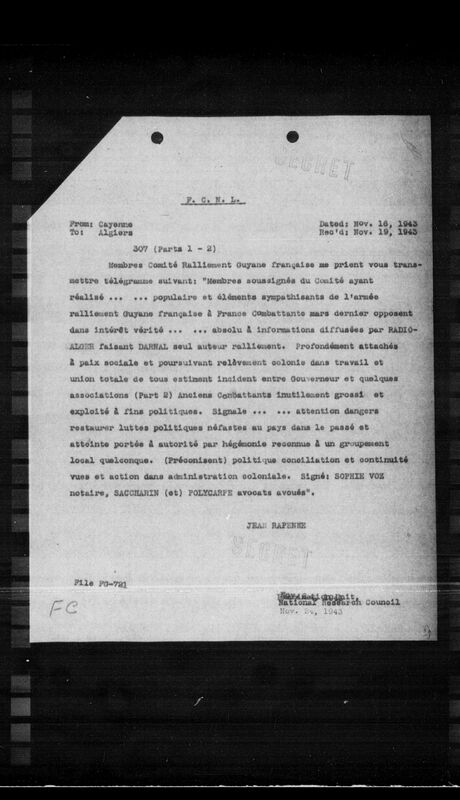 SECRET
F. C. N. L.
From: Cayenne Dated: Nov. 16, 1943
To: Algiers Rec'd: Nov. 19, 1943
307 (Parts 1 - 2)
Membres Comité Ralliement Guyane française me prient vous trans-
mettre télégramme suivant: "Membres soussignés du Comité ayant
réalisé ... ... populaire et éléments sympathisants de l'armée
ralliement Guyane française à France Combattante mars dernier opposent
dans intérêt vérité ... ... absolu à informations diffusées par RADIO-
ALGER faisant DARNAL seul auteur ralliement. Profondément attachés
à paix sociale et poursuivant relèvement colonie dans travail et
union totale de tous estiment incident entre Gouverneur et quelques
associations (Part 2) Anciens Combattants inutilement grossi et
exploité à fins politiques. Signale ... ... attention dangers
restaurer luttes politiques néfastes au pays dans le passé et
atteinte portée à autorité par hégémonie reconnue à un groupement
local quelconque. (Préconisent) politique conciliation et continuité
vues et action dans administration coloniale. Signé: SOPHIE VOZ
notaire, SACCHARIN (et) POLYCARPE avocats avoués".
JEAN RAPENNE
SECRET
File FC-721
FC
National Research Council
Nov. 24, 1943